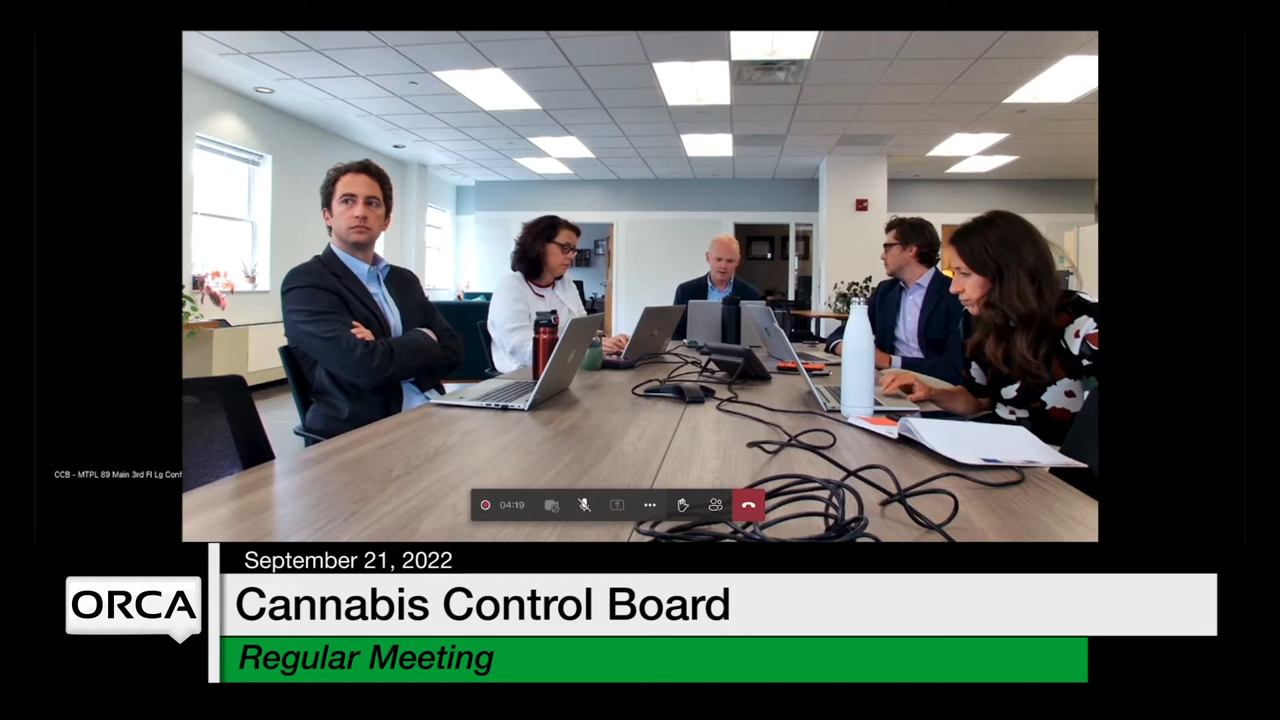 CCB - MTPL 89 Main 3rd Fl Lg Conf
04:19
September 21, 2022
ORCA
Cannabis Control Board
Regular Meeting